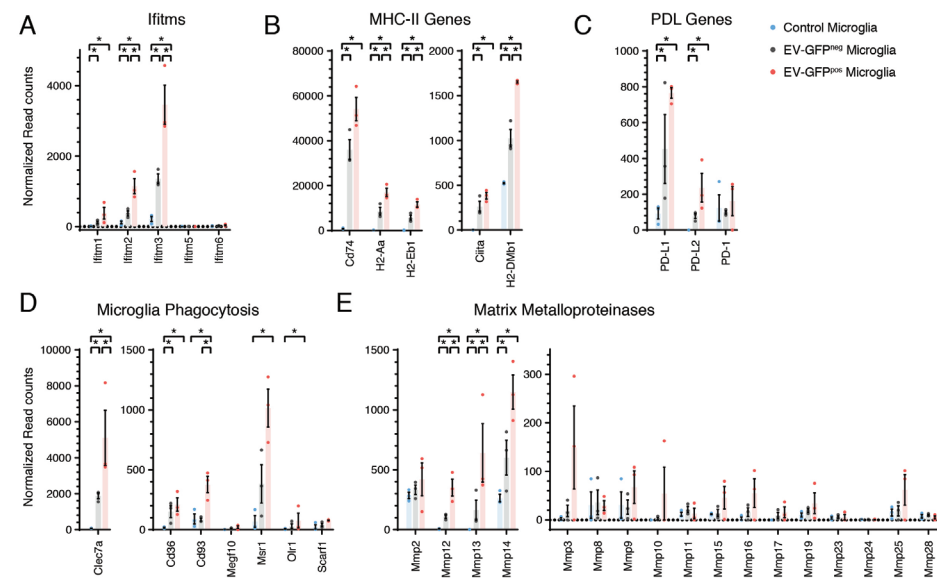 A
Ifitms
B
MHC-II Genes
C
PDL Genes
Control Microglia
EV-GFPneg Microglia
EV-GFPpos Microglia
Normalized Read counts
4000
2000
0
Ifitm1
Ifitm2
Ifitm3
Ifitm5
Ifitm6
* * * * * * * *
80000
60000
40000
20000
0
Cd74
H2-Aa
H2-Eb1
* * * * * * * *
2000
1500
1000
500
0
Ciita
H2-DMb1
* * * * *
1000
800
600
400
200
0
PD-L1
PD-L2
PD-1
* * * *
D
Microglia Phagocytosis
E
Matrix Metalloproteinases
Normalized Read counts
10000
8000
6000
4000
2000
0
Clec7a
* * *
1500
1000
500
0
Cd68
Cd93
Megf10
Msr1
Olr1
Scarf1
* * * * * *
1500
1000
500
0
Mmp2
Mmp12
Mmp13
Mmp14
* * * * * * * *
300
200
100
0
Mmp3
Mmp8
Mmp9
Mmp10
Mmp11
Mmp15
Mmp16
Mmp17
Mmp19
Mmp23
Mmp24
Mmp25
Mmp28